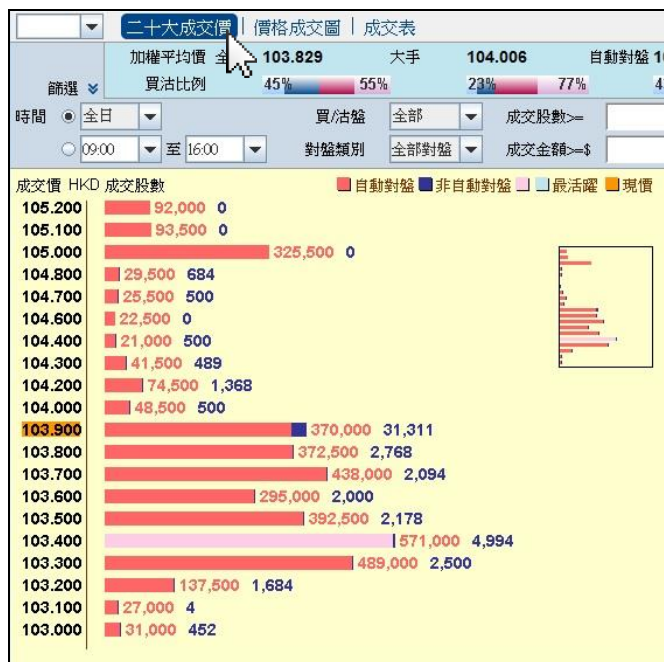 二十大成交價 | 價格成交圖 | 成交表
加權平均價 103.829 大手 104.006 自動對盤
篩選 買沽比例 45% 55% 23% 77%
時間 全日 買/沽盤 全部 成交股數>=
09:00 至 16:00 對盤類別 全部對盤 成交金額>=$
成交價 HKD 成交股數 自動對盤 非自動對盤 最活躍 現價
105.200 92,000 0
105.100 93,500 0
105.000 325,500 0
104.800 29,500 684
104.700 25,500 500
104.600 22,500 0
104.400 21,000 500
104.300 41,500 489
104.200 74,500 1,368
104.000 48,500 500
103.900 370,000 31,311
103.800 372,500 2,768
103.700 438,000 2,094
103.600 295,000 2,000
103.500 392,500 2,178
103.400 571,000 4,994
103.300 489,000 2,500
103.200 137,500 1,684
103.100 27,000 4
103.000 31,000 452